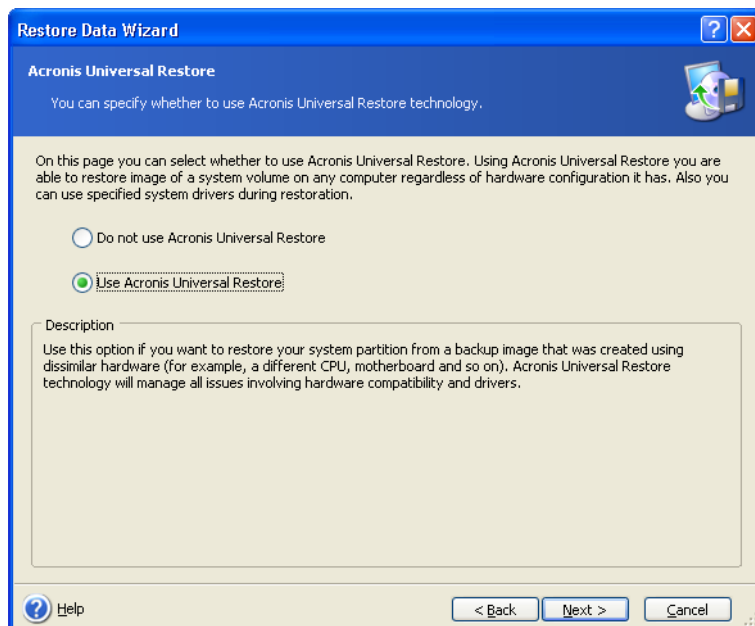 Restore Data Wizard
Acronis Universal Restore
You can specify whether to use Acronis Universal Restore technology.
On this page you can select whether to use Acronis Universal Restore. Using Acronis Universal Restore you are
able to restore image of a system volume on any computer regardless of hardware configuration it has. Also you
can use specified system drivers during restoration.
Do not use Acronis Universal Restore
Use Acronis Universal Restore
Description
Use this option if you want to restore your system partition from a backup image that was created using
dissimilar hardware (for example, a different CPU, motherboard and so on). Acronis Universal Restore
technology will manage all issues involving hardware compatibility and drivers.
Help
< Back
Next >
Cancel